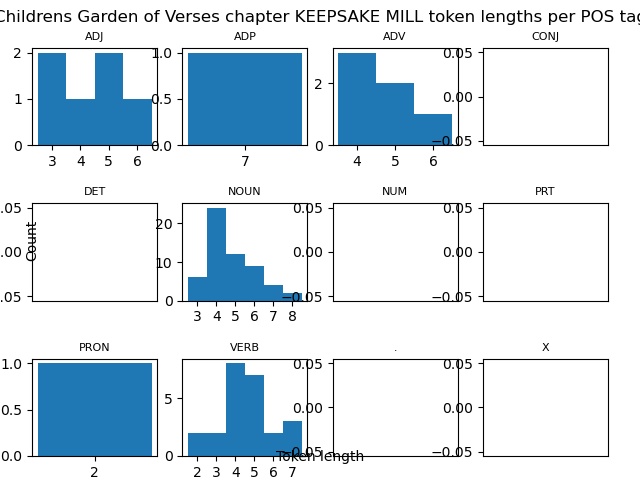 Childrens Garden of Verses chapter KEEPSAKE MILL token lengths per POS tag
ADJ ADP ADV CONJ
2 1.0 0.05
2
1 0.5 0.00
0 0.0 0 −0.05
3 4 5 6 7 4 5 6
DET NOUN NUM PRT
.05 20 0.05 0.05
Count
.00 10 0.00 0.00
.05 0 −0.05 −0.05
3 4 5 6 7 8
PRON VERB . X
1.0 0.05 0.05
0.5 5 0.00 0.00
0.0 0 −0.05 −0.05
Token length
2 2 3 4 5 6 7